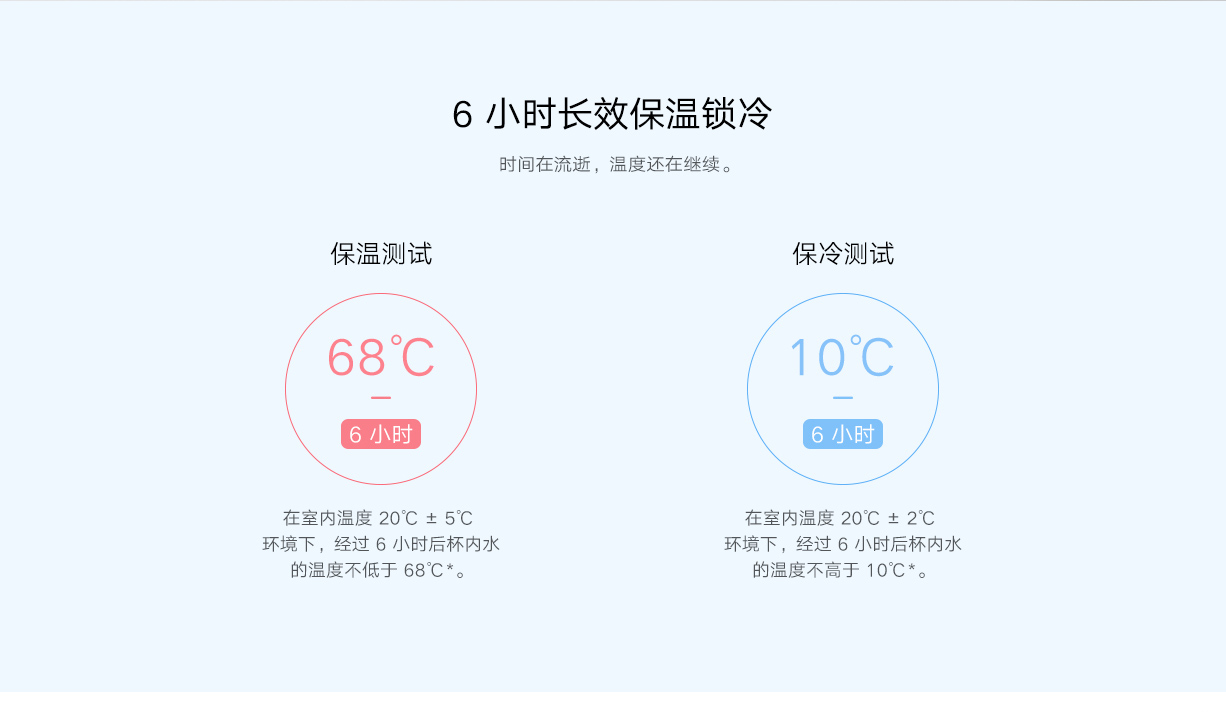 6 小时长效保温锁冷
时间在流逝，温度还在继续。
保温测试
68℃
6 小时
在室内温度 20℃ ± 5℃
环境下，经过 6 小时后杯内水
的温度不低于 68℃*。
保冷测试
10℃
6 小时
在室内温度 20℃ ± 2℃
环境下，经过 6 小时后杯内水
的温度不高于 10℃*。